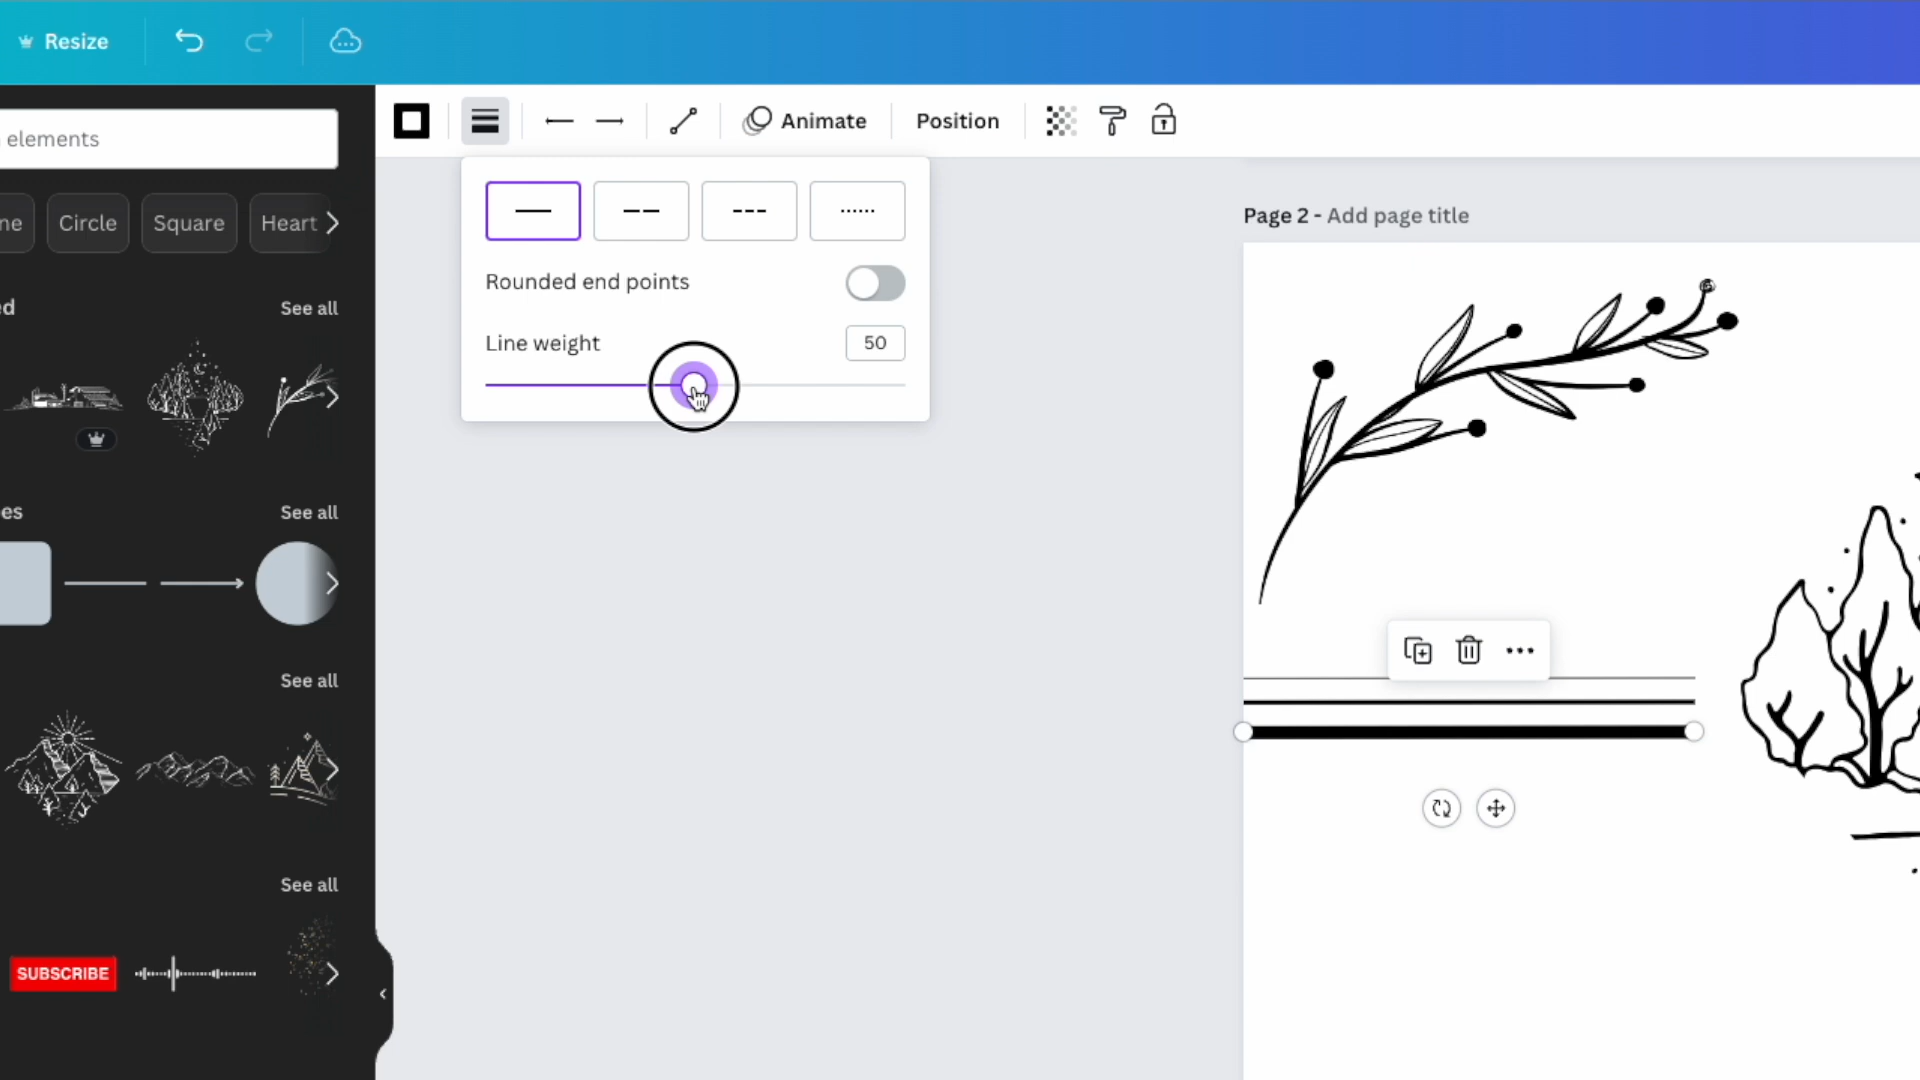 Resize
elements
ne
Circle
Square
Heart
Animate
Position
Rounded end points
Line weight
50
Page 2 - Add page title
ed
See all
es
See all
See all
See all
SUBSCRIBE